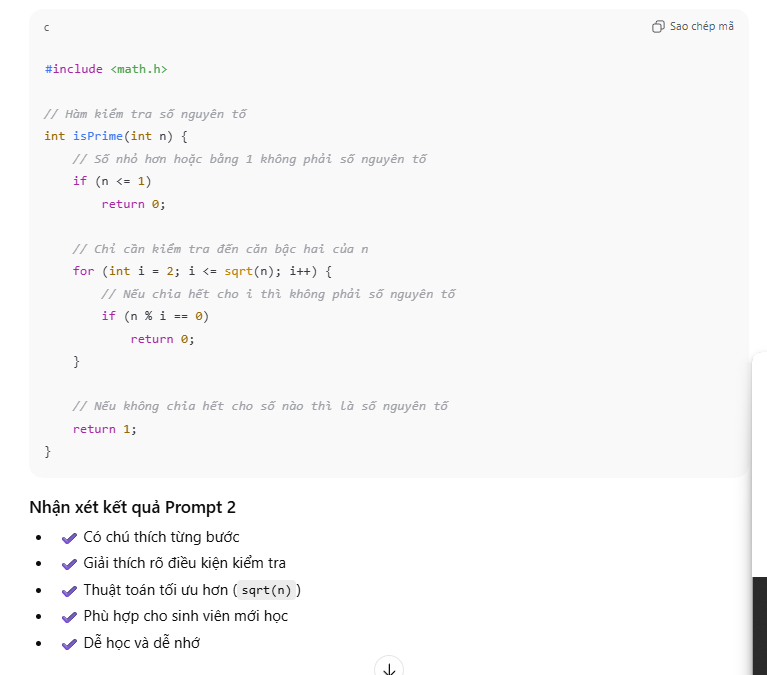 c
Sao chép mã
#include <math.h>
// Hàm kiểm tra số nguyên tố
int isPrime(int n) {
// Số nhỏ hơn hoặc bằng 1 không phải số nguyên tố
if (n <= 1)
return 0;
// Chỉ cần kiểm tra đến căn bậc hai của n
for (int i = 2; i <= sqrt(n); i++) {
// Nếu chia hết cho i thì không phải số nguyên tố
if (n % i == 0)
return 0;
}
// Nếu không chia hết cho số nào thì là số nguyên tố
return 1;
}
Nhận xét kết quả Prompt 2
• ✔ Có chú thích từng bước
• ✔ Giải thích rõ điều kiện kiểm tra
• ✔ Thuật toán tối ưu hơn (sqrt(n))
• ✔ Phù hợp cho sinh viên mới học
• ✔ Dễ học và dễ nhớ